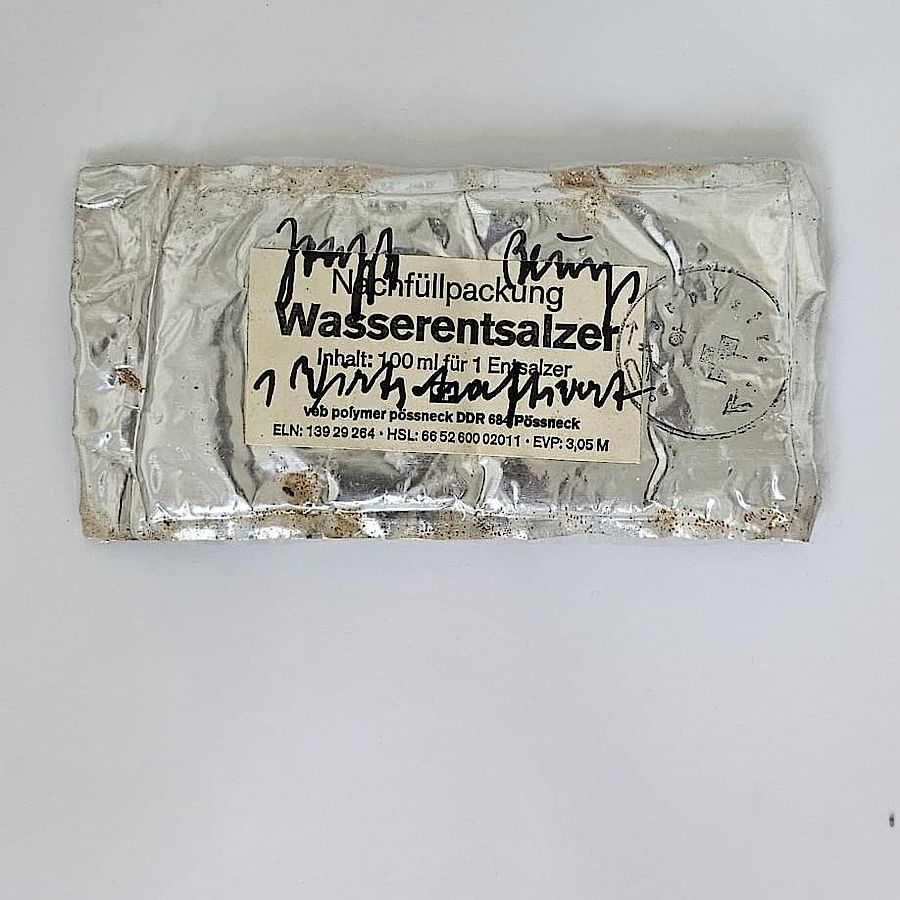 Joseph Beuys
Nachfüllpackung
Wasserentsalzer
Inhalt: 100 ml für 1 Entsalzer
1 Wirtschaftswert
veb polymer pössneck DDR 684 Pössneck
ELN: 139 29 264 • HSL: 66 52 600 02011 • EVP: 3,05 M